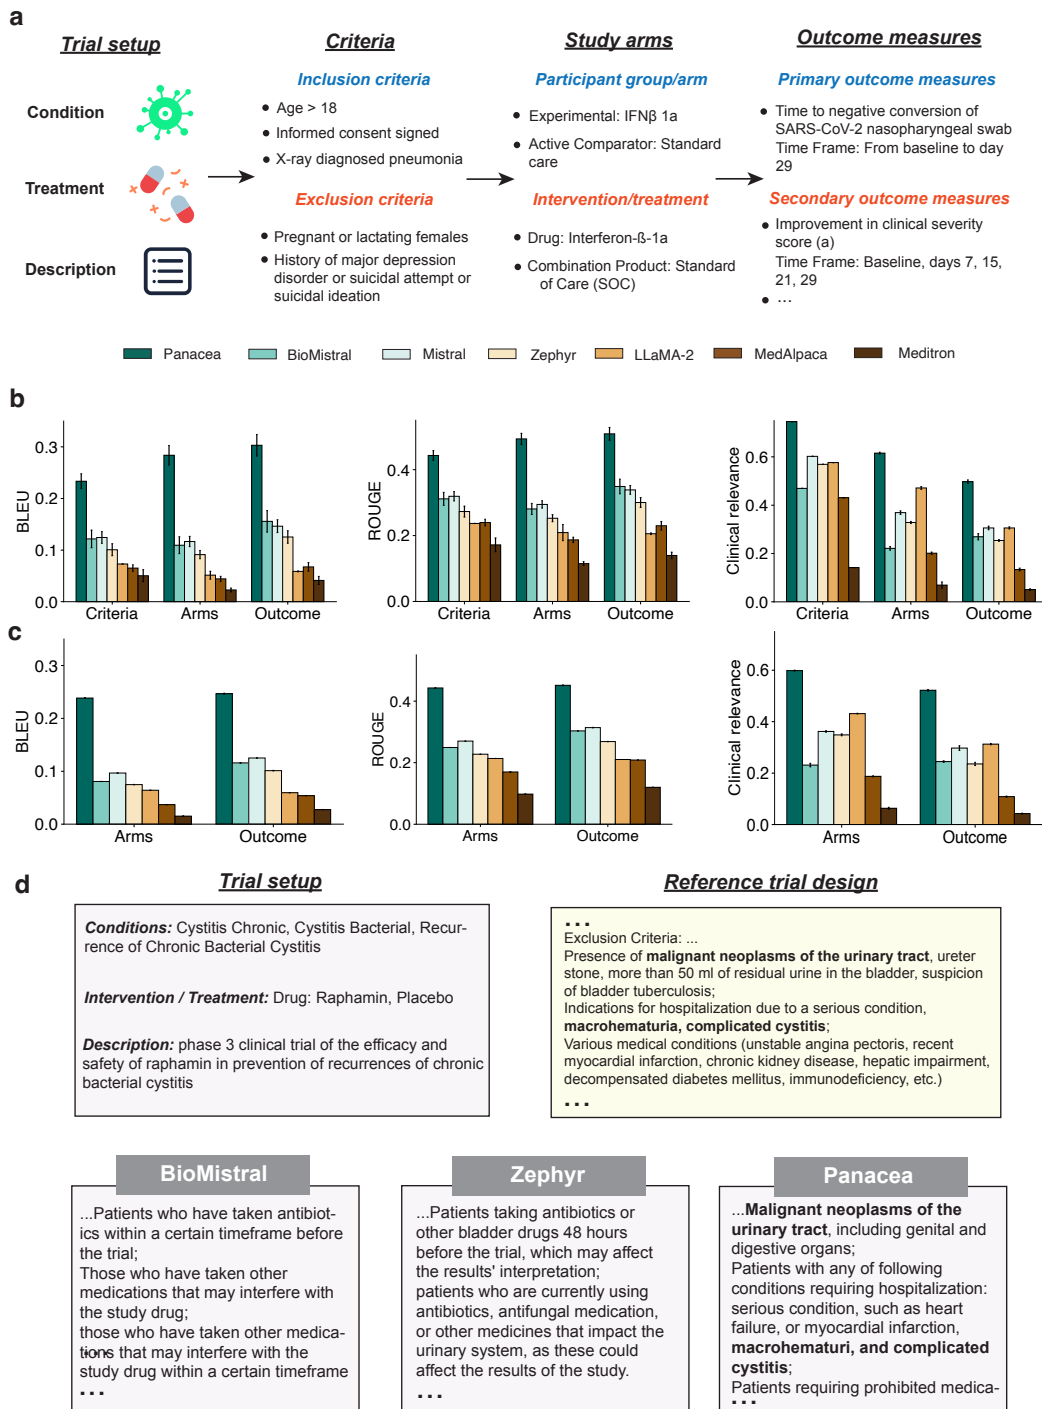 a
Trial setup
Criteria
Study arms
Outcome measures
Condition
Treatment
Description
Inclusion criteria
● Age > 18
● Informed consent signed
● X-ray diagnosed pneumonia
Exclusion criteria
● Pregnant or lactating females
● History of major depression
disorder or suicidal attempt or
suicidal ideation
Participant group/arm
● Experimental: IFNβ 1a
● Active Comparator: Standard
care
Intervention/treatment
● Drug: Interferon-ß-1a
● Combination Product: Standard
of Care (SOC)
Primary outcome measures
● Time to negative conversion of
SARS-CoV-2 nasopharyngeal swab
Time Frame: From baseline to day
29
Secondary outcome measures
● Improvement in clinical severity
score (a)
Time Frame: Baseline, days 7, 15,
21, 29
● ...
Panacea BioMistral Mistral Zephyr LLaMA-2 MedAlpaca Meditron
b
BLEU
0.3
0.2
0.1
0.0
Criteria Arms Outcome
ROUGE
0.4
0.2
0.0
Criteria Arms Outcome
Clinical relevance
0.6
0.4
0.2
0.0
Criteria Arms Outcome
c
BLEU
0.3
0.2
0.1
0.0
Arms Outcome
ROUGE
0.4
0.2
0.0
Arms Outcome
Clinical relevance
0.6
0.4
0.2
0.0
Arms Outcome
d
Trial setup
Conditions: Cystitis Chronic, Cystitis Bacterial, Recur-
rence of Chronic Bacterial Cystitis
Intervention / Treatment: Drug: Raphamin, Placebo
Description: phase 3 clinical trial of the efficacy and
safety of raphamin in prevention of recurrences of chronic
bacterial cystitis
Reference trial design
...
Exclusion Criteria: ...
Presence of malignant neoplasms of the urinary tract, ureter
stone, more than 50 ml of residual urine in the bladder, suspicion
of bladder tuberculosis;
Indications for hospitalization due to a serious condition,
macrohematuria, complicated cystitis;
Various medical conditions (unstable angina pectoris, recent
myocardial infarction, chronic kidney disease, hepatic impairment,
decompensated diabetes mellitus, immunodeficiency, etc.)
...
BioMistral
...Patients who have taken antibiot-
ics within a certain timeframe before
the trial;
Those who have taken other
medications that may interfere with
the study drug;
those who have taken other medica-
tions that may interfere with the
study drug within a certain timeframe
...
Zephyr
...Patients taking antibiotics or
other bladder drugs 48 hours
before the trial, which may affect
the results' interpretation;
patients who are currently using
antibiotics, antifungal medication,
or other medicines that impact the
urinary system, as these could
affect the results of the study.
...
Panacea
...Malignant neoplasms of the
urinary tract, including genital and
digestive organs;
Patients with any of following
conditions requiring hospitalization:
serious condition, such as heart
failure, or myocardial infarction,
macrohematuri, and complicated
cystitis;
Patients requiring prohibited medica-
...